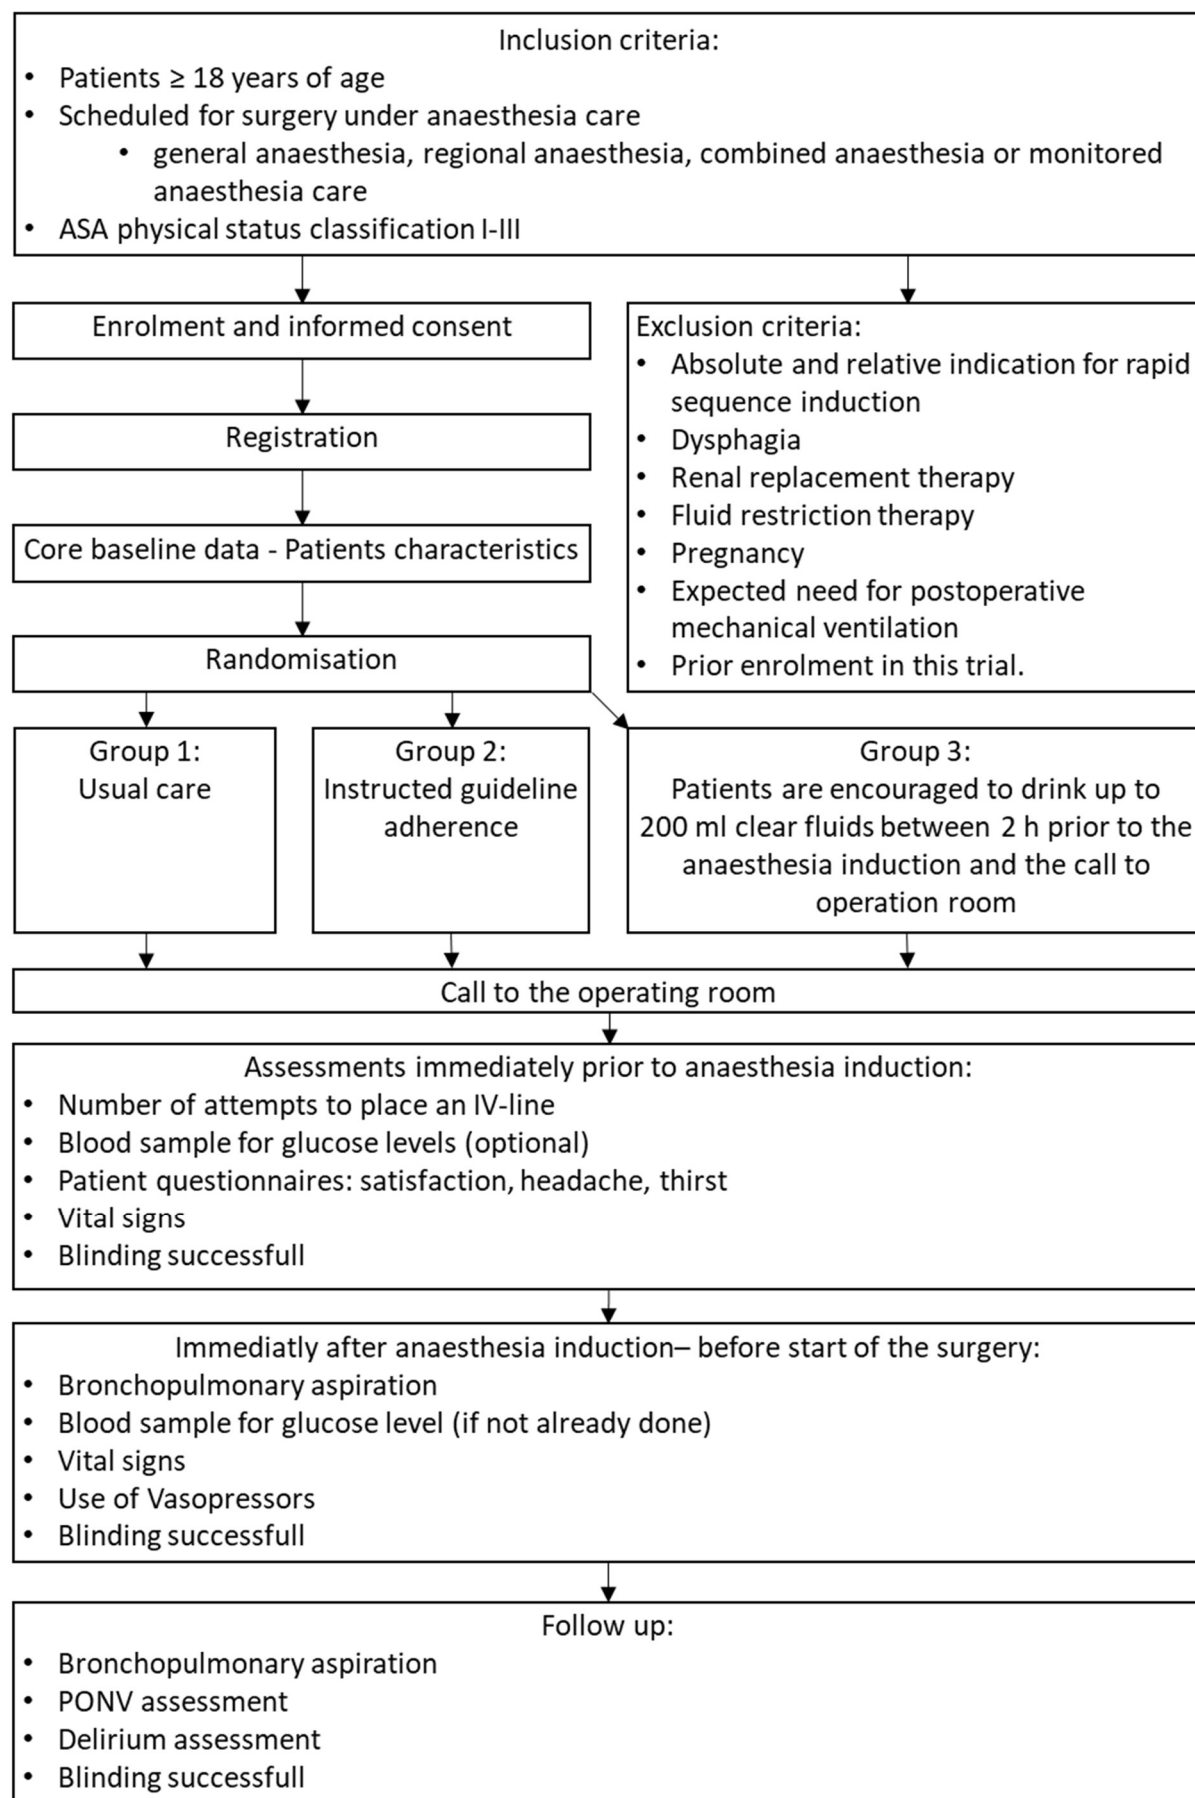 Inclusion criteria:
• Patients ≥ 18 years of age
• Scheduled for surgery under anaesthesia care
• general anaesthesia, regional anaesthesia, combined anaesthesia or monitored
anaesthesia care
• ASA physical status classification I-III
Enrolment and informed consent
Registration
Core baseline data - Patients characteristics
Randomisation
Exclusion criteria:
• Absolute and relative indication for rapid
sequence induction
• Dysphagia
• Renal replacement therapy
• Fluid restriction therapy
• Pregnancy
• Expected need for postoperative
mechanical ventilation
• Prior enrolment in this trial.
Group 1:
Usual care
Group 2:
Instructed guideline
adherence
Group 3:
Patients are encouraged to drink up to
200 ml clear fluids between 2 h prior to the
anaesthesia induction and the call to
operation room
Call to the operating room
Assessments immediately prior to anaesthesia induction:
• Number of attempts to place an IV-line
• Blood sample for glucose levels (optional)
• Patient questionnaires: satisfaction, headache, thirst
• Vital signs
• Blinding successfull
Immediatly after anaesthesia induction– before start of the surgery:
• Bronchopulmonary aspiration
• Blood sample for glucose level (if not already done)
• Vital signs
• Use of Vasopressors
• Blinding successfull
Follow up:
• Bronchopulmonary aspiration
• PONV assessment
• Delirium assessment
• Blinding successfull